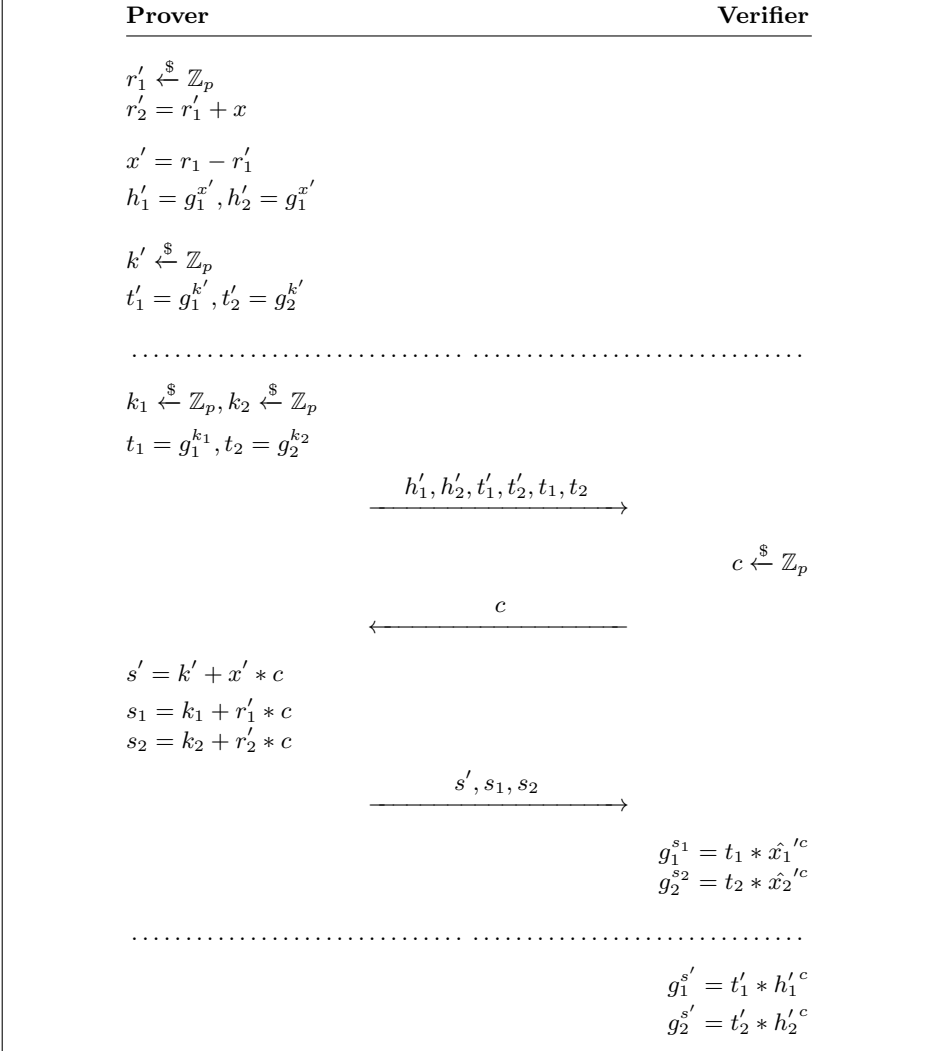 Prover Verifier
r′₁ ←$ ℤₚ
r′₂ = r′₁ + x
x′ = r₁ − r′₁
h′₁ = g₁^{x′}, h′₂ = g₁^{x′}
k′ ←$ ℤₚ
t′₁ = g₁^{k′}, t′₂ = g₂^{k′}
k₁ ←$ ℤₚ, k₂ ←$ ℤₚ
t₁ = g₁^{k₁}, t₂ = g₂^{k₂}
h′₁, h′₂, t′₁, t′₂, t₁, t₂
c ←$ ℤₚ
c
s′ = k′ + x′ ∗ c
s₁ = k₁ + r′₁ ∗ c
s₂ = k₂ + r′₂ ∗ c
s′, s₁, s₂
g₁^{s₁} = t₁ ∗ x̂₁′^c
g₂^{s₂} = t₂ ∗ x̂₂′^c
g₁^{s′} = t′₁ ∗ h′₁^c
g₂^{s′} = t′₂ ∗ h′₂^c